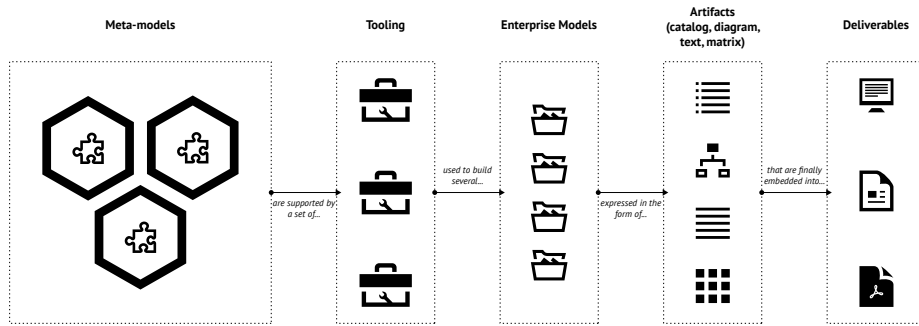 Meta-models
Tooling
Enterprise Models
Artifacts
(catalog, diagram,
text, matrix)
Deliverables
are supported by
a set of...
used to build
several...
expressed in the
form of...
that are finally
embedded into...